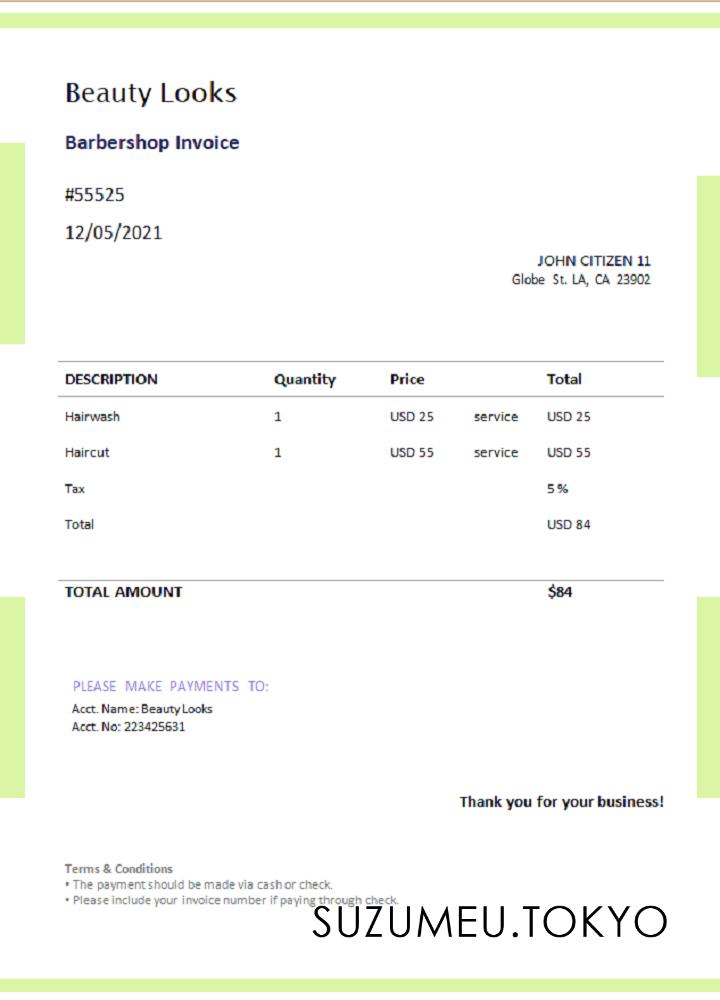 Beauty Looks
Barbershop Invoice
#55525
12/05/2021
JOHN CITIZEN 11
Globe St. LA, CA 23902
DESCRIPTION Quantity Price Total
Hairwash 1 USD 25 service USD 25
Haircut 1 USD 55 service USD 55
Tax 5%
Total USD 84
TOTAL AMOUNT $84
PLEASE MAKE PAYMENTS TO:
Acct. Name: Beauty Looks
Acct. No: 223425631
Thank you for your business!
Terms & Conditions
• The payment should be made via cash or check.
• Please include your invoice number if paying through check.
SUZUMEU.TOKYO